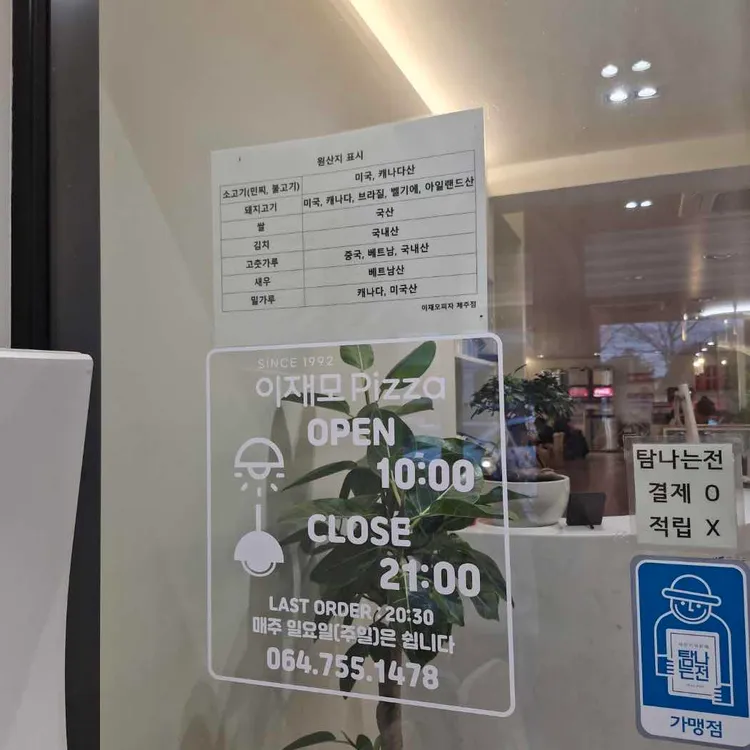 원산지 표시
소고기(민찌, 불고기) 미국, 캐나다산
돼지고기 미국, 캐나다, 브라질, 벨기에, 아일랜드산
쌀 국산
김치 국내산
고춧가루 중국, 베트남, 국내산
새우 베트남산
밀가루 캐나다, 미국산
이재모피자 제주점
SINCE 1992
이재모 Pizza
OPEN
10:00
CLOSE
21:00
LAST ORDER : 20:30
매주 일요일(주일)은 쉽니다
064.755.1478
탐나는전
결제 O
적립 X
탐나
는전
가맹점